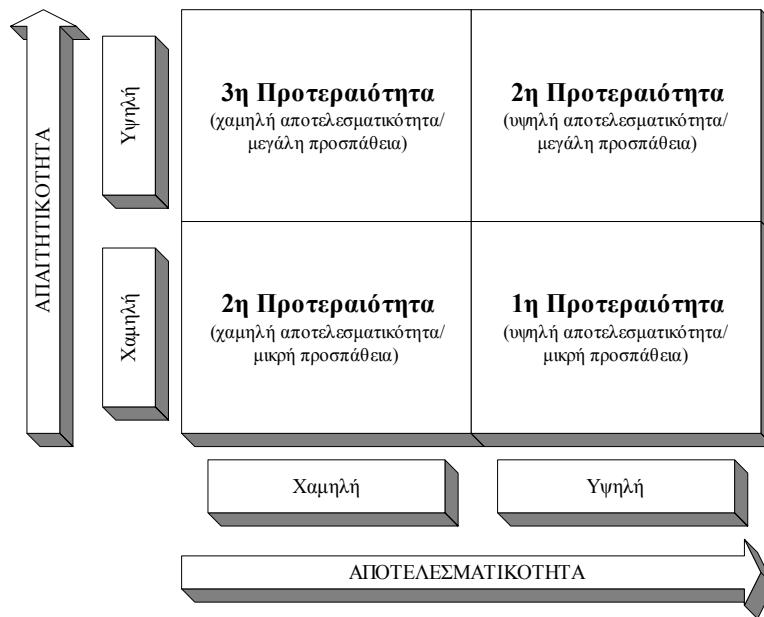 ΑΠΑΙΤΗΤΙΚΟΤΗΤΑ
Υψηλή
3η Προτεραιότητα
(χαμηλή αποτελεσματικότητα/
μεγάλη προσπάθεια)
2η Προτεραιότητα
(υψηλή αποτελεσματικότητα/
μεγάλη προσπάθεια)
Χαμηλή
2η Προτεραιότητα
(χαμηλή αποτελεσματικότητα/
μικρή προσπάθεια)
1η Προτεραιότητα
(υψηλή αποτελεσματικότητα/
μικρή προσπάθεια)
Χαμηλή
Υψηλή
ΑΠΟΤΕΛΕΣΜΑΤΙΚΟΤΗΤΑ